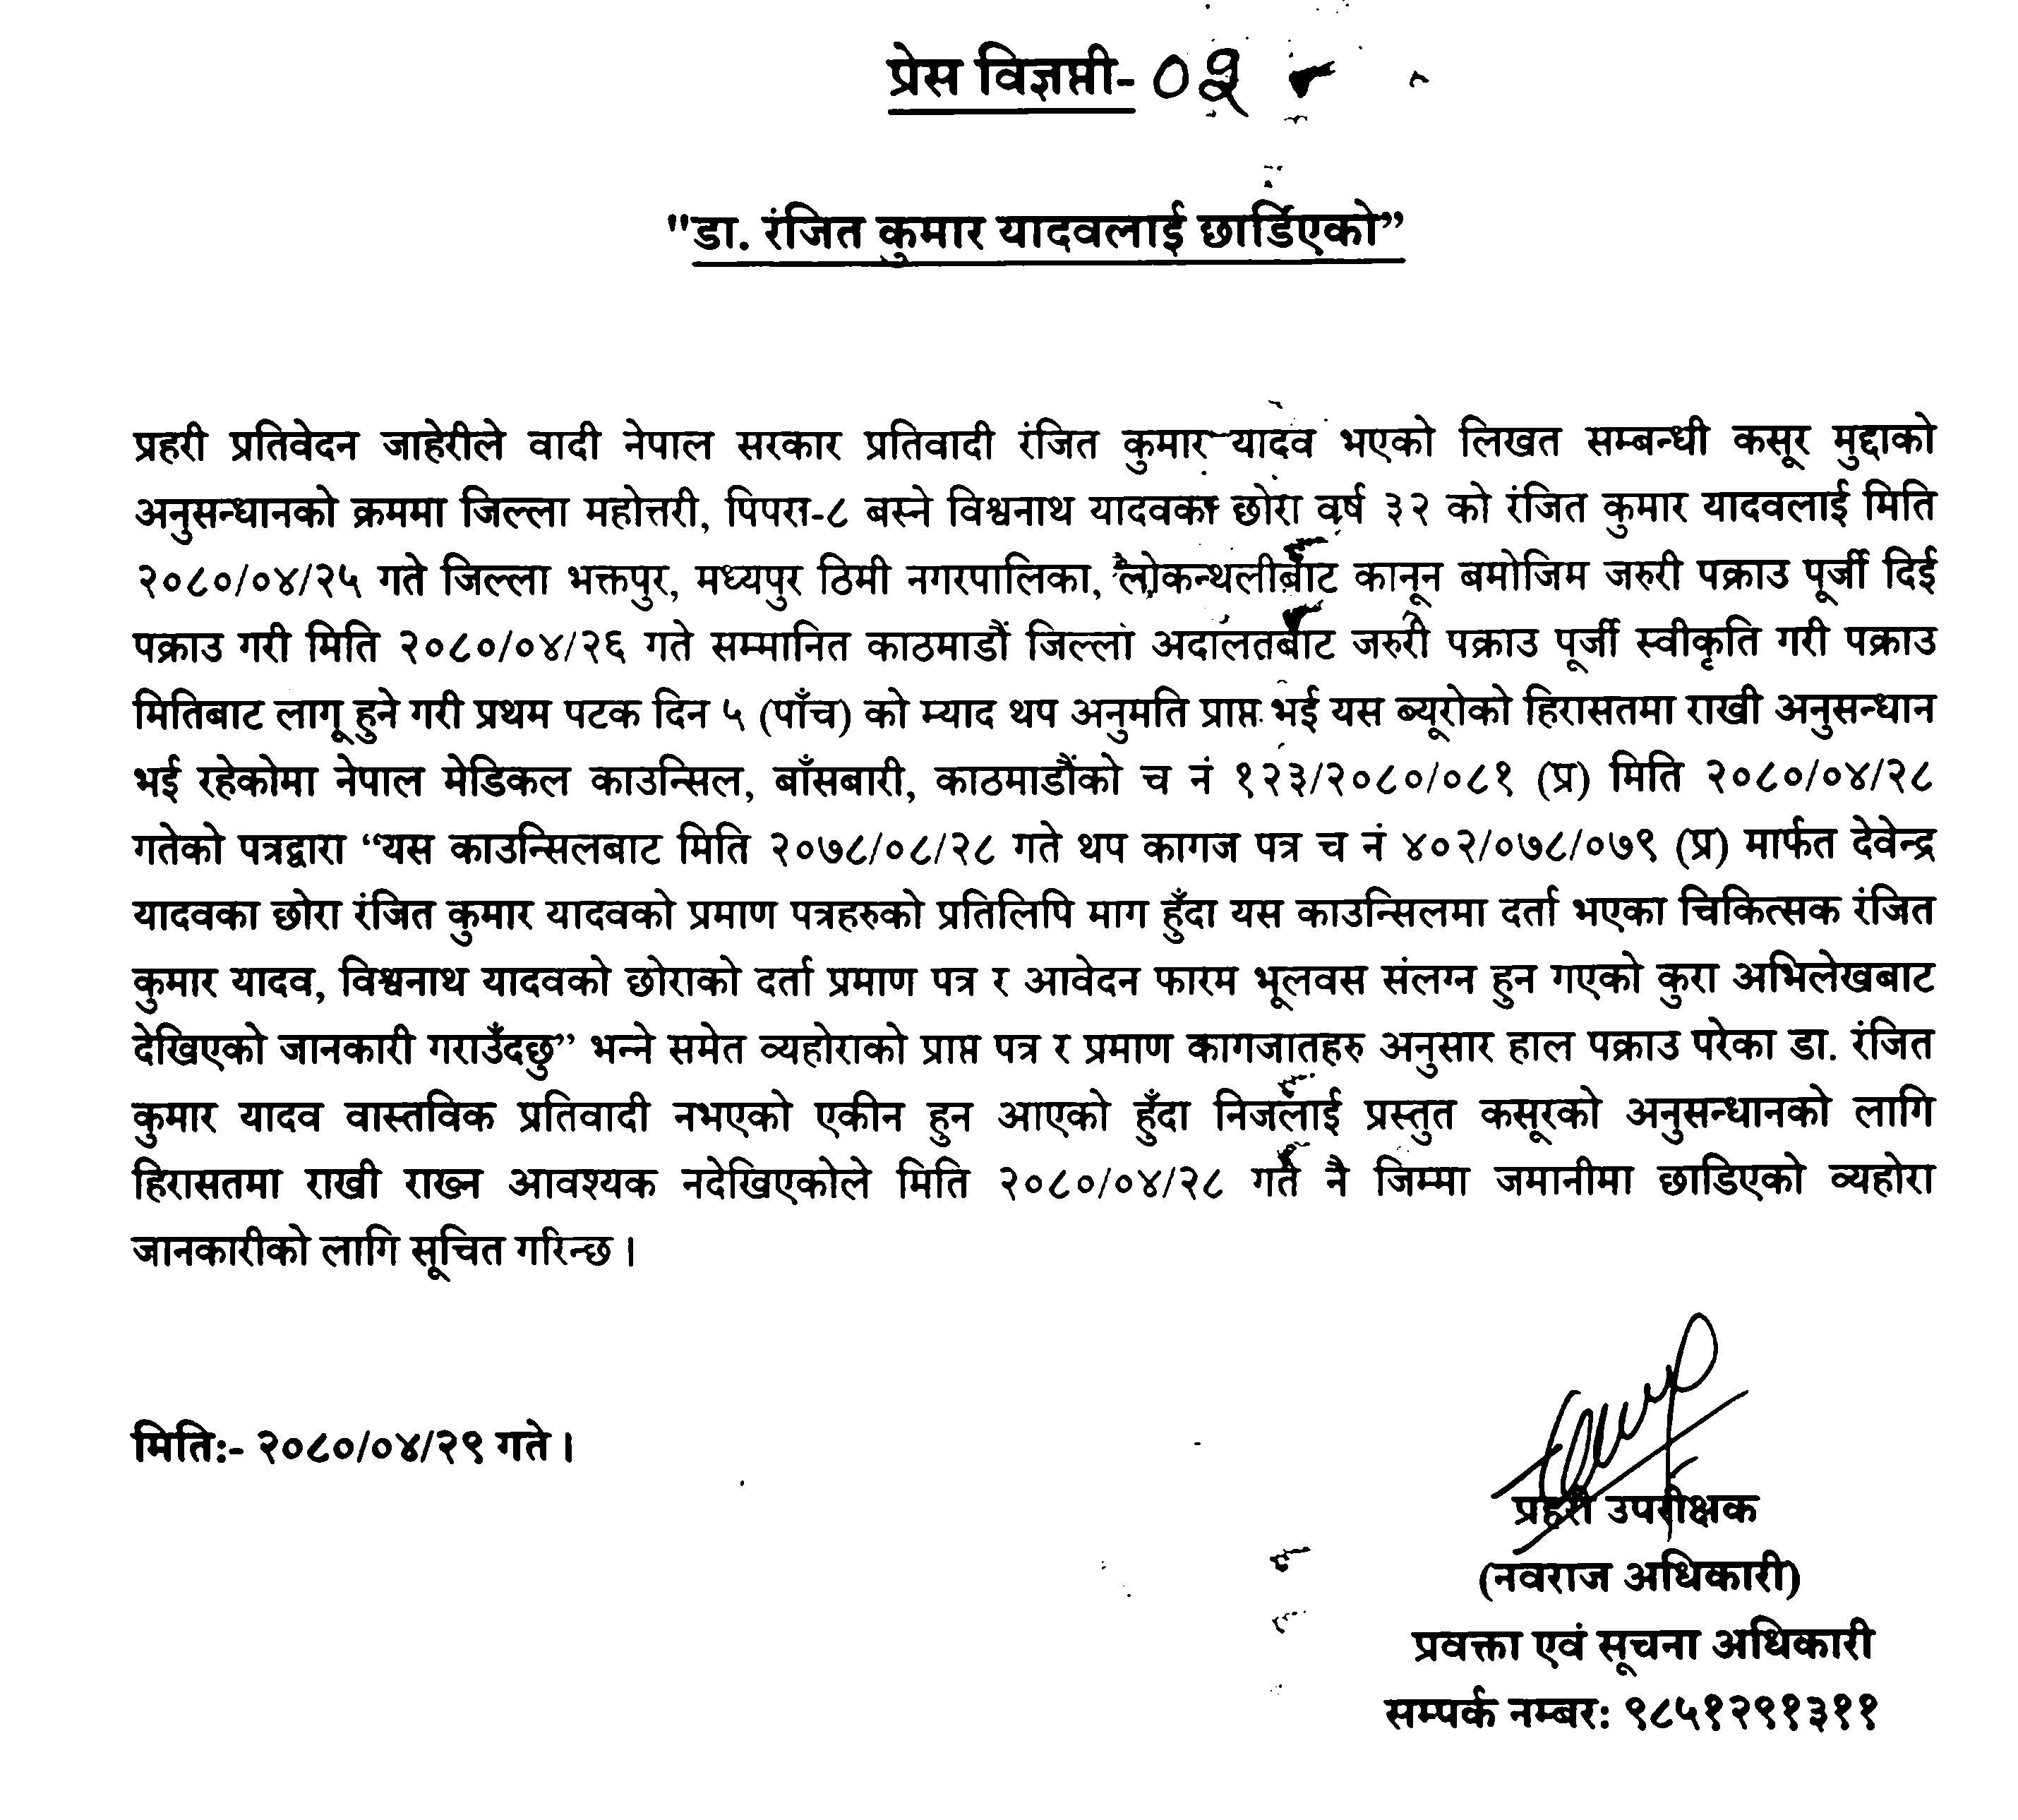 प्रेस विज्ञप्ती- ०२
"डा. रंजित कुमार यादवलाई छार्डिएको”
प्रहरी प्रतिवेदन जाहेरीले वादी नेपाल सरकार प्रतिवादी रंजित कुमार यादव भएको लिखत सम्बन्धी कसूर मुद्दाको
अनुसन्धानको क्रममा जिल्ला महोत्तरी, पिपरा-८ बस्ने विश्वनाथ यादवका छोरा वर्ष ३२ को रंजित कुमार यादवलाई मिति
२०८०/०४/२५ गते जिल्ला भक्तपुर, मध्यपुर ठिमी नगरपालिका, लोकन्थलीबाट कानून बमोजिम जरुरी पक्राउ पूर्जी दिई
पक्राउ गरी मिति २०८०/०४/२६ गते सम्मानित काठमाडौं जिल्ला अदालतबाट जरुरी पक्राउ पूर्जी स्वीकृति गरी पक्राउ
मितिबाट लागू हुने गरी प्रथम पटक दिन ५ (पाँच) को म्याद थप अनुमति प्राप्त भई यस ब्यूरोको हिरासतमा राखी अनुसन्धान
भई रहेकोमा नेपाल मेडिकल काउन्सिल, बाँसबारी, काठमाडौंको च नं १२३/२०८०/०८१ (प्र) मिति २०८०/०४/२८
गतेको पत्रद्वारा “यस काउन्सिलबाट मिति २०७८/०८/२८ गते थप कागज पत्र च नं ४०२/०७८/०७९ (प्र) मार्फत देवेन्द्र
यादवका छोरा रंजित कुमार यादवको प्रमाण पत्रहरुको प्रतिलिपि माग हुँदा यस काउन्सिलमा दर्ता भएका चिकित्सक रंजित
कुमार यादव, विश्वनाथ यादवको छोराको दर्ता प्रमाण पत्र र आवेदन फारम भूलवस संलग्न हुन गएको कुरा अभिलेखबाट
देखिएको जानकारी गराउँदछु” भन्ने समेत व्यहोराको प्राप्त पत्र र प्रमाण कागजातहरु अनुसार हाल पक्राउ परेका डा. रंजित
कुमार यादव वास्तविक प्रतिवादी नभएको एकीन हुन आएको हुँदा निजलाई प्रस्तुत कसूरको अनुसन्धानको लागि
हिरासतमा राखी राख्न आवश्यक नदेखिएकोले मिति २०८०/०४/२८ गते नै जिम्मा जमानीमा छाडिएको व्यहोरा
जानकारीको लागि सूचित गरिन्छ ।
मितिः- २०८०/०४/२९ गते ।
प्रहरी उपरीक्षक
(नवराज अधिकारी)
प्रवक्ता एवं सूचना अधिकारी
सम्पर्क नम्बरः ९८५१२९१३११